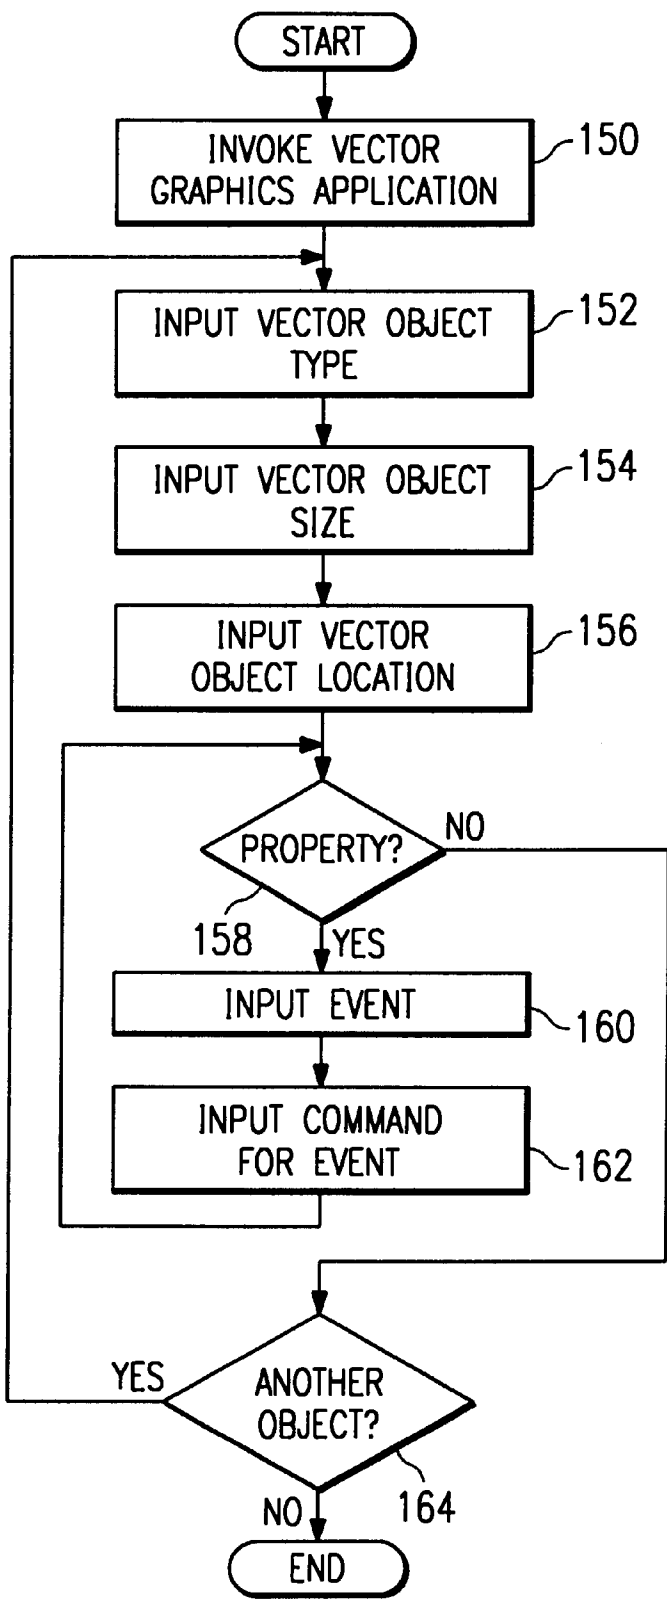 START
INVOKE VECTOR
GRAPHICS APPLICATION
150
INPUT VECTOR OBJECT
TYPE
152
INPUT VECTOR OBJECT
SIZE
154
INPUT VECTOR
OBJECT LOCATION
156
PROPERTY?
NO
158
YES
INPUT EVENT
160
INPUT COMMAND
FOR EVENT
162
YES
ANOTHER
OBJECT?
164
NO
END